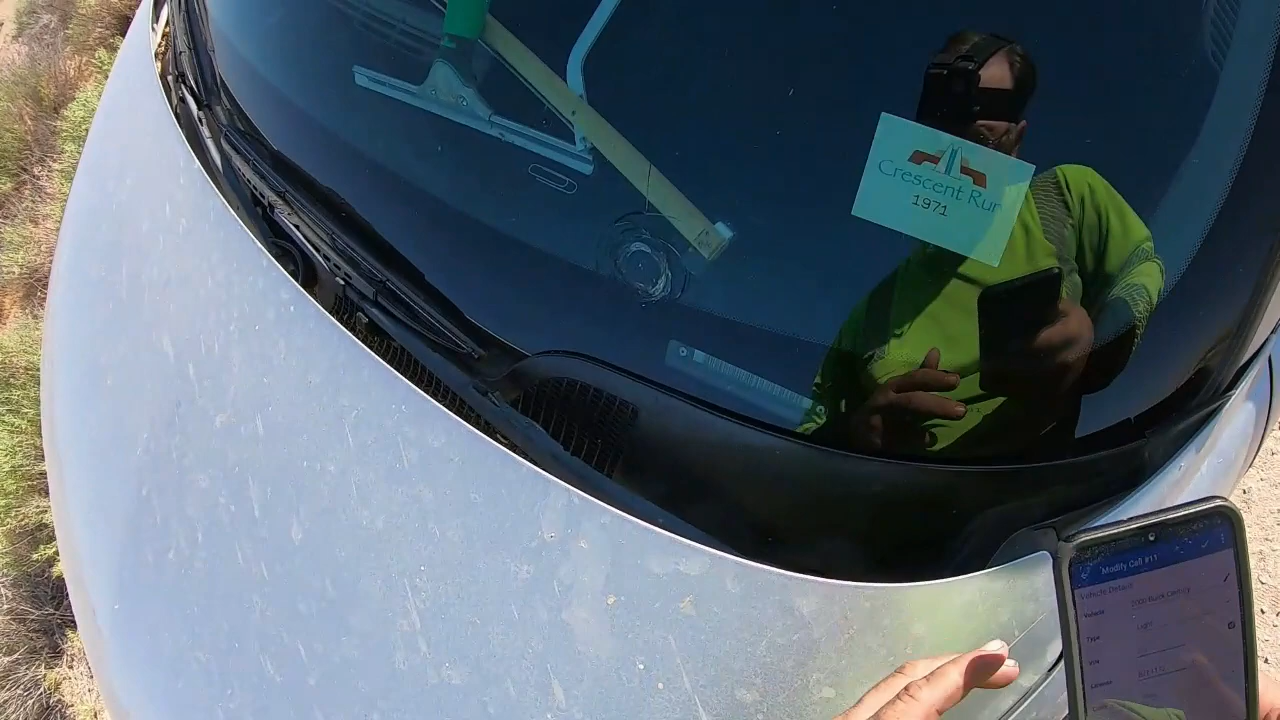 Crescent Run
1971
Modify Call #11
Vehicle Details
Vehicle
2000 Buick Century
Type
Light
VIN
License